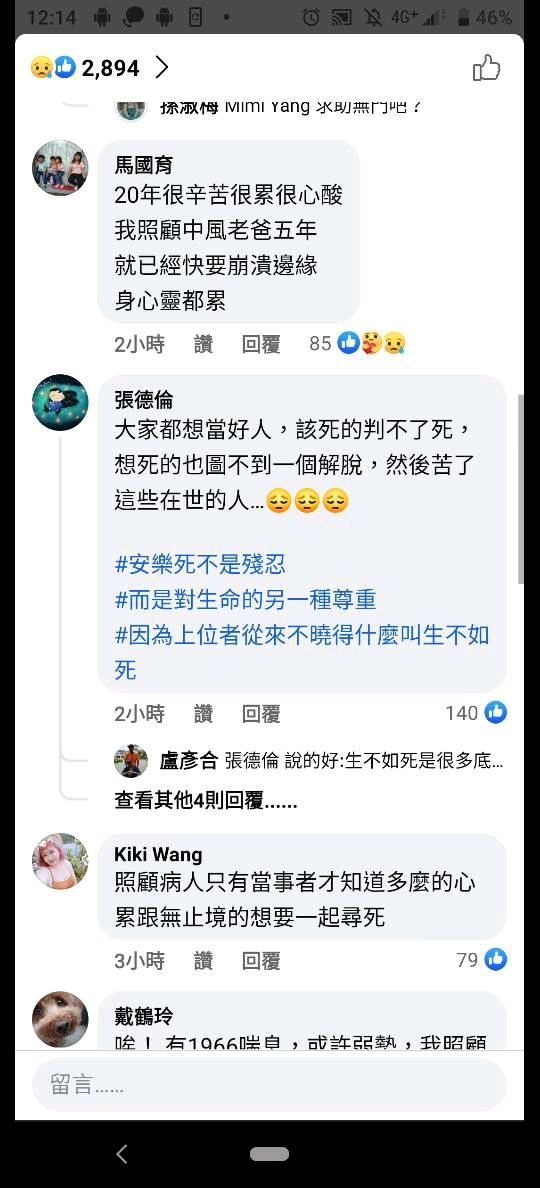 12:14
4G+
46%
2,894
孫淑梅 Mimi Yang 求助無門吧？
馬國育
20年很辛苦很累很心酸
我照顧中風老爸五年
就已經快要崩潰邊緣
身心靈都累
2小時 讚 回覆 85
張德倫
大家都想當好人，該死的判不了死，
想死的也圖不到一個解脫，然後苦了
這些在世的人...😔😔😔
#安樂死不是殘忍
#而是對生命的另一種尊重
#因為上位者從來不曉得什麼叫生不如
死
2小時 讚 回覆 140
盧彥合 張德倫 說的好:生不如死是很多底...
查看其他4則回覆......
Kiki Wang
照顧病人只有當事者才知道多麼的心
累跟無止境的想要一起尋死
3小時 讚 回覆 79
戴鶴玲
唉！ 有1966喘息，或許弱勢，我照顧
留言......